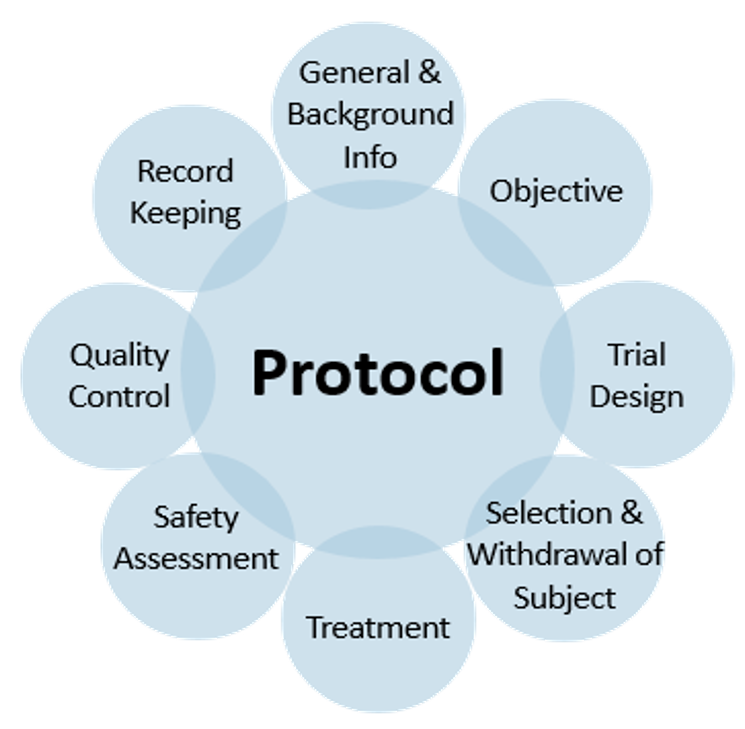 General &
Background
Info
Objective
Trial
Design
Selection &
Withdrawal of
Subject
Treatment
Safety
Assessment
Quality
Control
Record
Keeping
Protocol